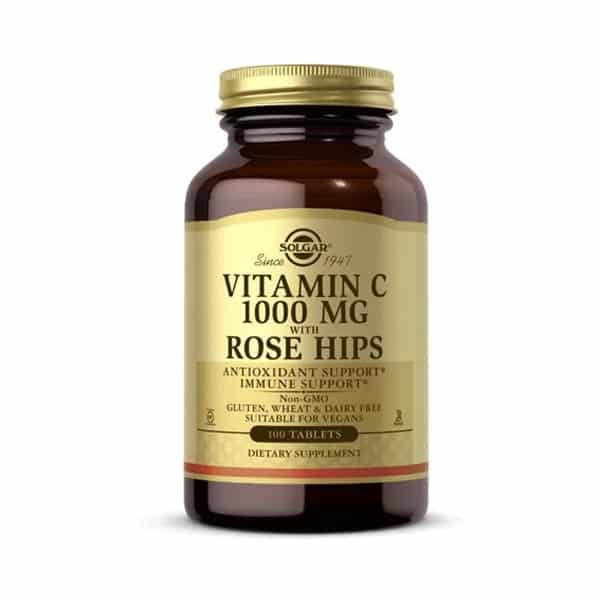 SOLGAR®
Since 1947
VITAMIN C
1000 MG
WITH
ROSE HIPS
ANTIOXIDANT SUPPORT*
IMMUNE SUPPORT*
Non-GMO
GLUTEN, WHEAT & DAIRY FREE
SUITABLE FOR VEGANS
100 TABLETS
DIETARY SUPPLEMENT